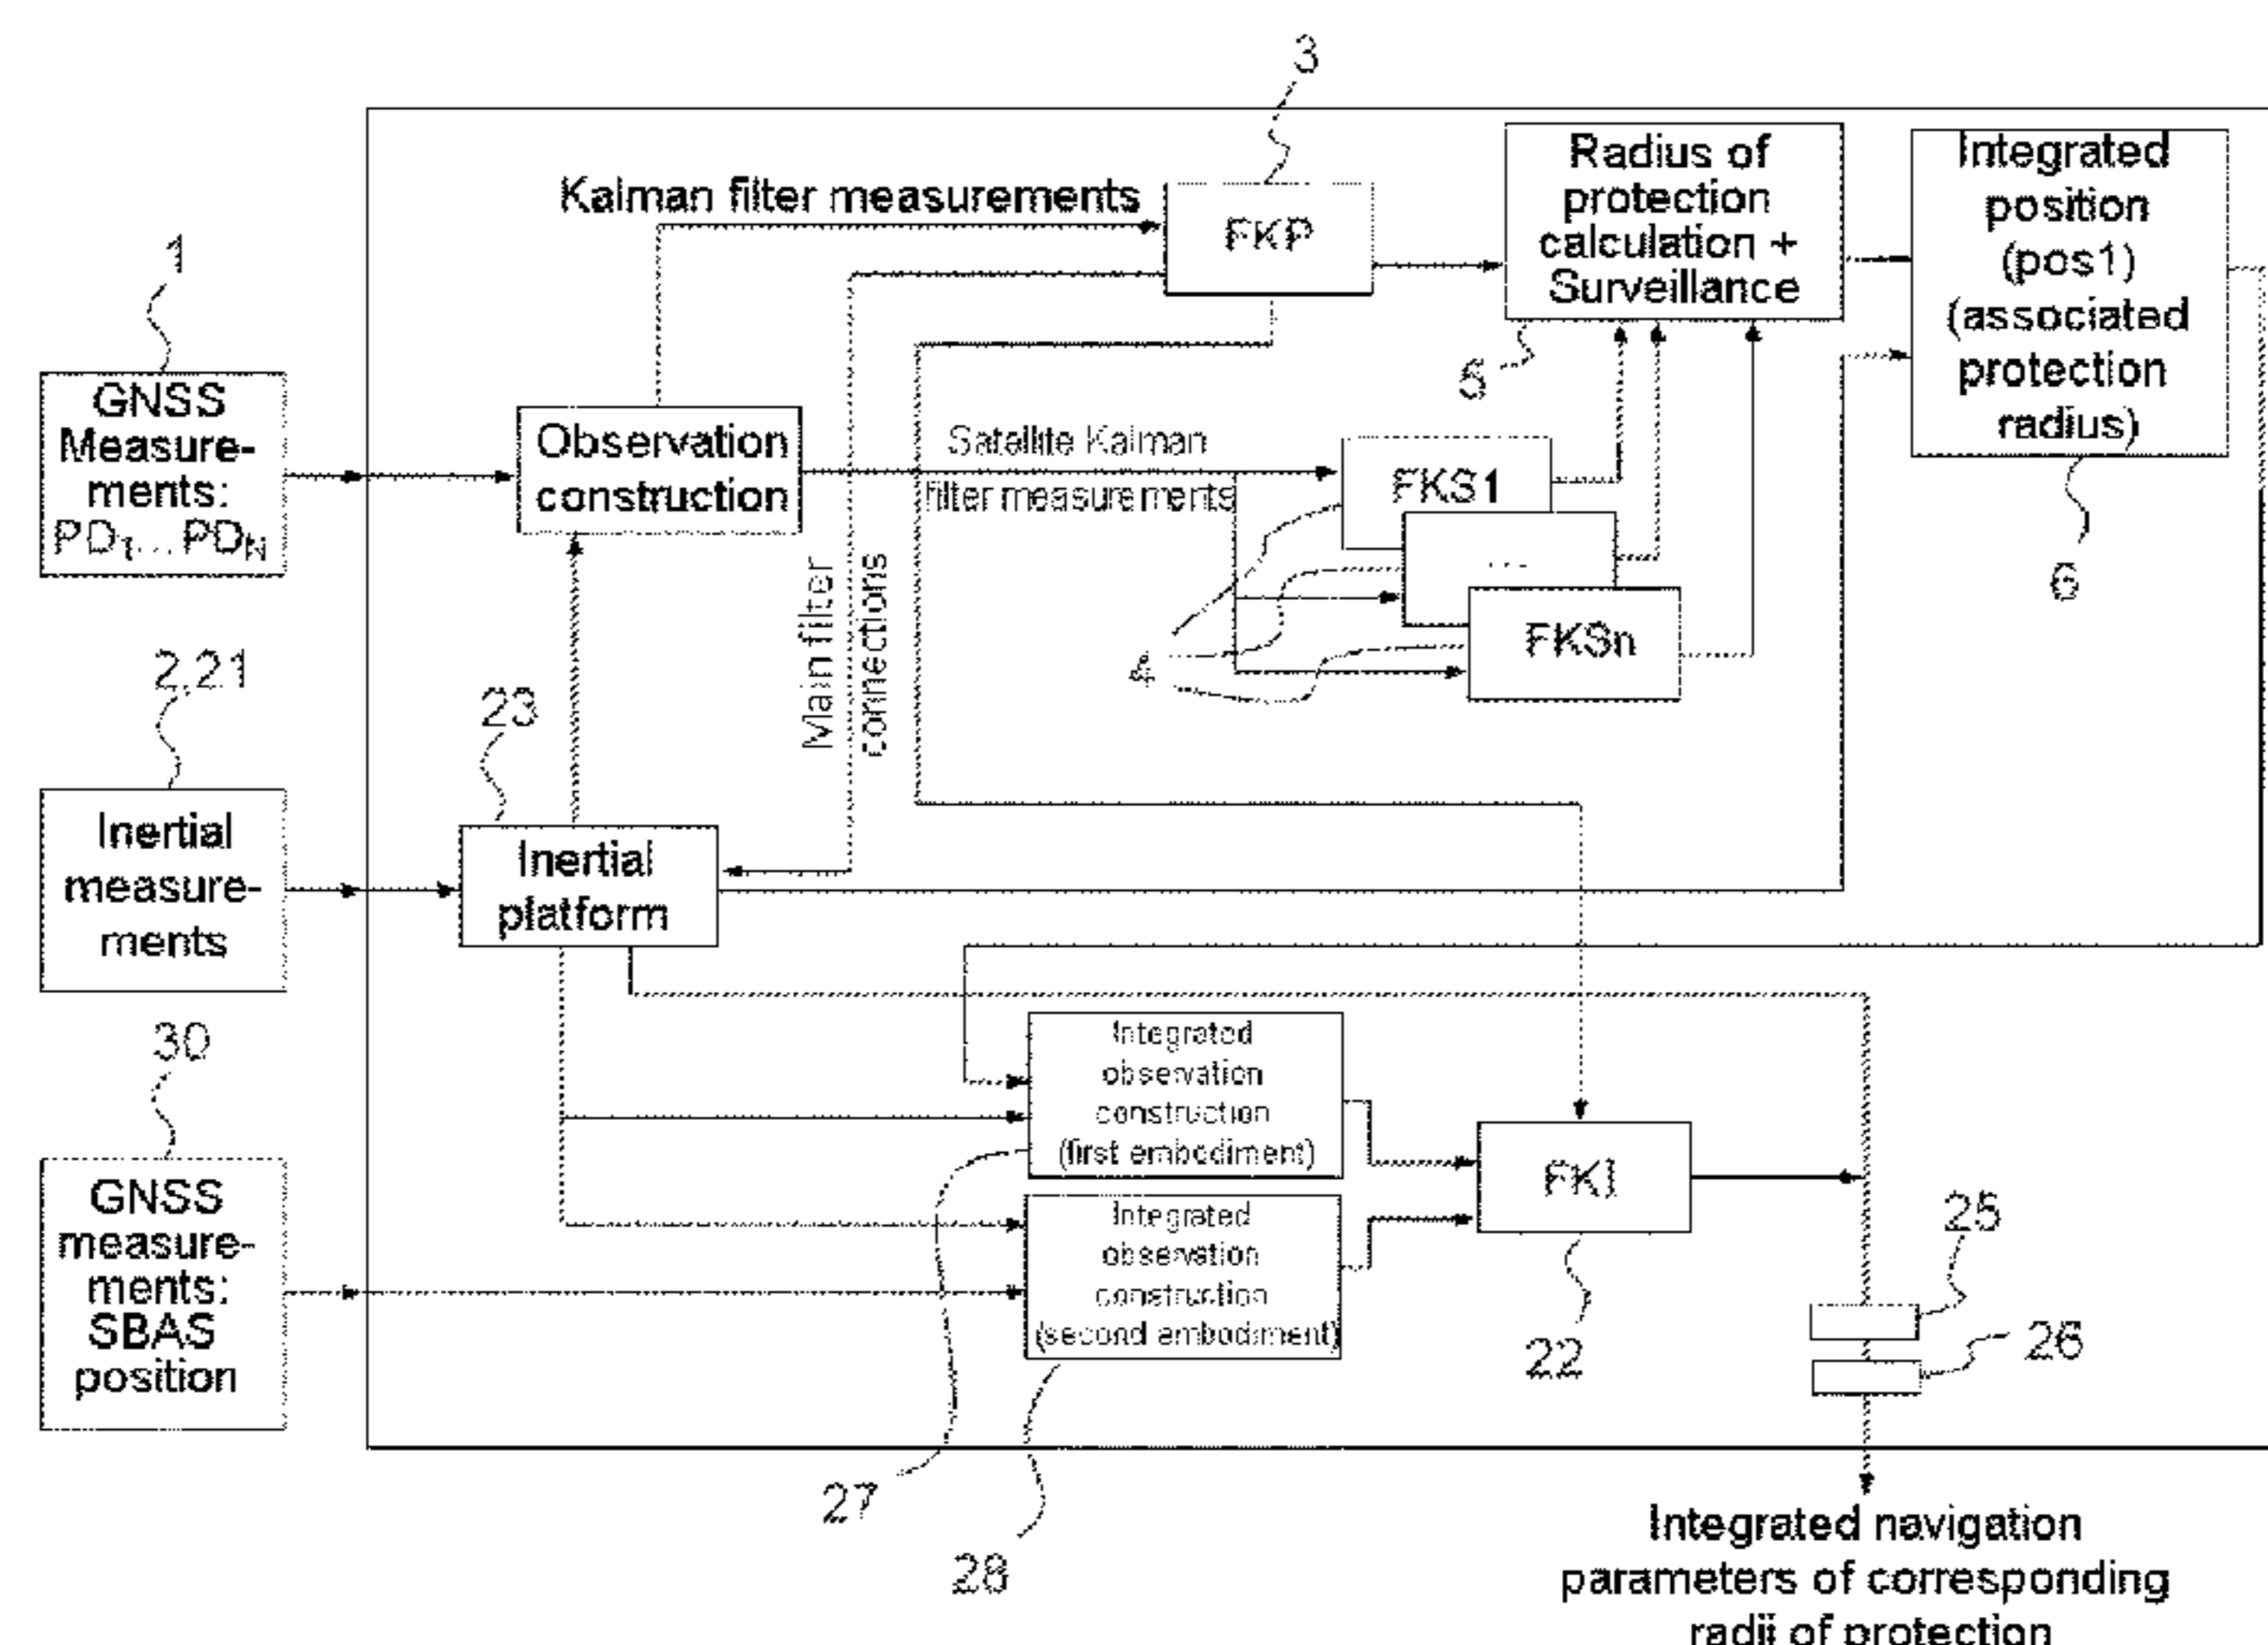 3
Kalman filter measurements
FKP
Radius of
protection
calculation +
Surveillance
5
Integrated
position
(pos1)
(associated
protection
radius)
6
1
GNSS
Measure-
ments:
PD1... PDN
Observation
construction
Satellite Kalman
filter measurements
FKS1
...
FKSn
4
Main filter
connections
2,21
Inertial
measure-
ments
23
Inertial
platform
30
GNSS
measure-
ments:
SBAS
position
Integrated
observation
construction
(first embodiment)
27
Integrated
observation
construction
(second embodiment)
28
FKI
22
25
26
Integrated navigation
parameters of corresponding
radii of protection